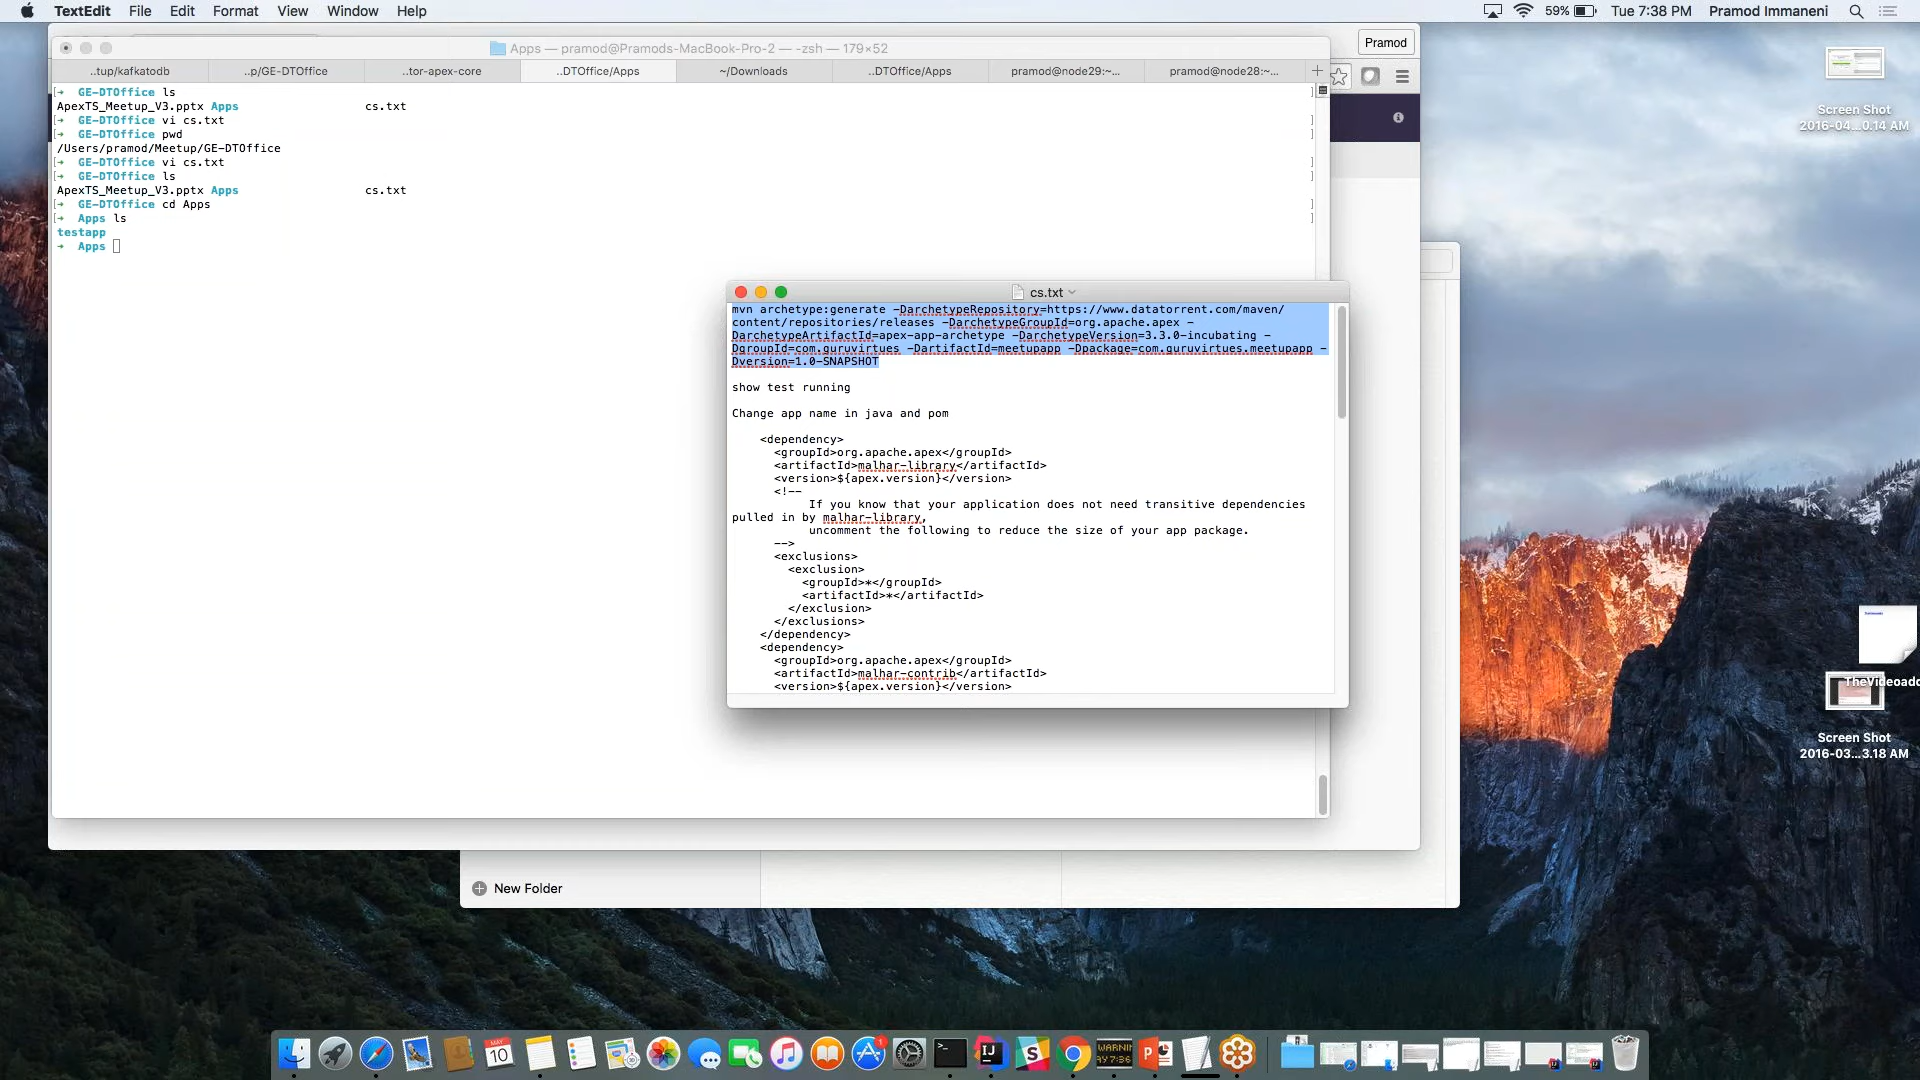 TextEdit File Edit Format View Window Help
59% Tue 7:38 PM Pramod Immaneni
Apps — pramod@Pramods-MacBook-Pro-2 — -zsh — 179×52
Pramod
..tup/kafkatodb ..p/GE-DTOffice ..tor-apex-core ..DTOffice/Apps ~/Downloads ..DTOffice/Apps pramod@node29:~... pramod@node28:~...
[→ GE-DTOffice ls
ApexTS_Meetup_V3.pptx Apps cs.txt
[→ GE-DTOffice vi cs.txt
[→ GE-DTOffice pwd
/Users/pramod/Meetup/GE-DTOffice
[→ GE-DTOffice vi cs.txt
[→ GE-DTOffice ls
ApexTS_Meetup_V3.pptx Apps cs.txt
[→ GE-DTOffice cd Apps
[→ Apps ls
testapp
→ Apps
cs.txt
mvn archetype:generate -DarchetypeRepository=https://www.datatorrent.com/maven/
content/repositories/releases -DarchetypeGroupId=org.apache.apex -
DarchetypeArtifactId=apex-app-archetype -DarchetypeVersion=3.3.0-incubating -
DgroupId=com.guruvirtues -DartifactId=meetupapp -Dpackage=com.guruvirtues.meetupapp -
Dversion=1.0-SNAPSHOT
show test running
Change app name in java and pom
<dependency>
<groupId>org.apache.apex</groupId>
<artifactId>malhar-library</artifactId>
<version>${apex.version}</version>
<!--
If you know that your application does not need transitive dependencies
pulled in by malhar-library,
uncomment the following to reduce the size of your app package.
-->
<exclusions>
<exclusion>
<groupId>*</groupId>
<artifactId>*</artifactId>
</exclusion>
</exclusions>
</dependency>
<dependency>
<groupId>org.apache.apex</groupId>
<artifactId>malhar-contrib</artifactId>
<version>${apex.version}</version>
New Folder
Screen Shot
2016-04...0.14 AM
TheVideoadd
Screen Shot
2016-03...3.18 AM
MAY
10
1
IJ
WARNIN
AY 7:36